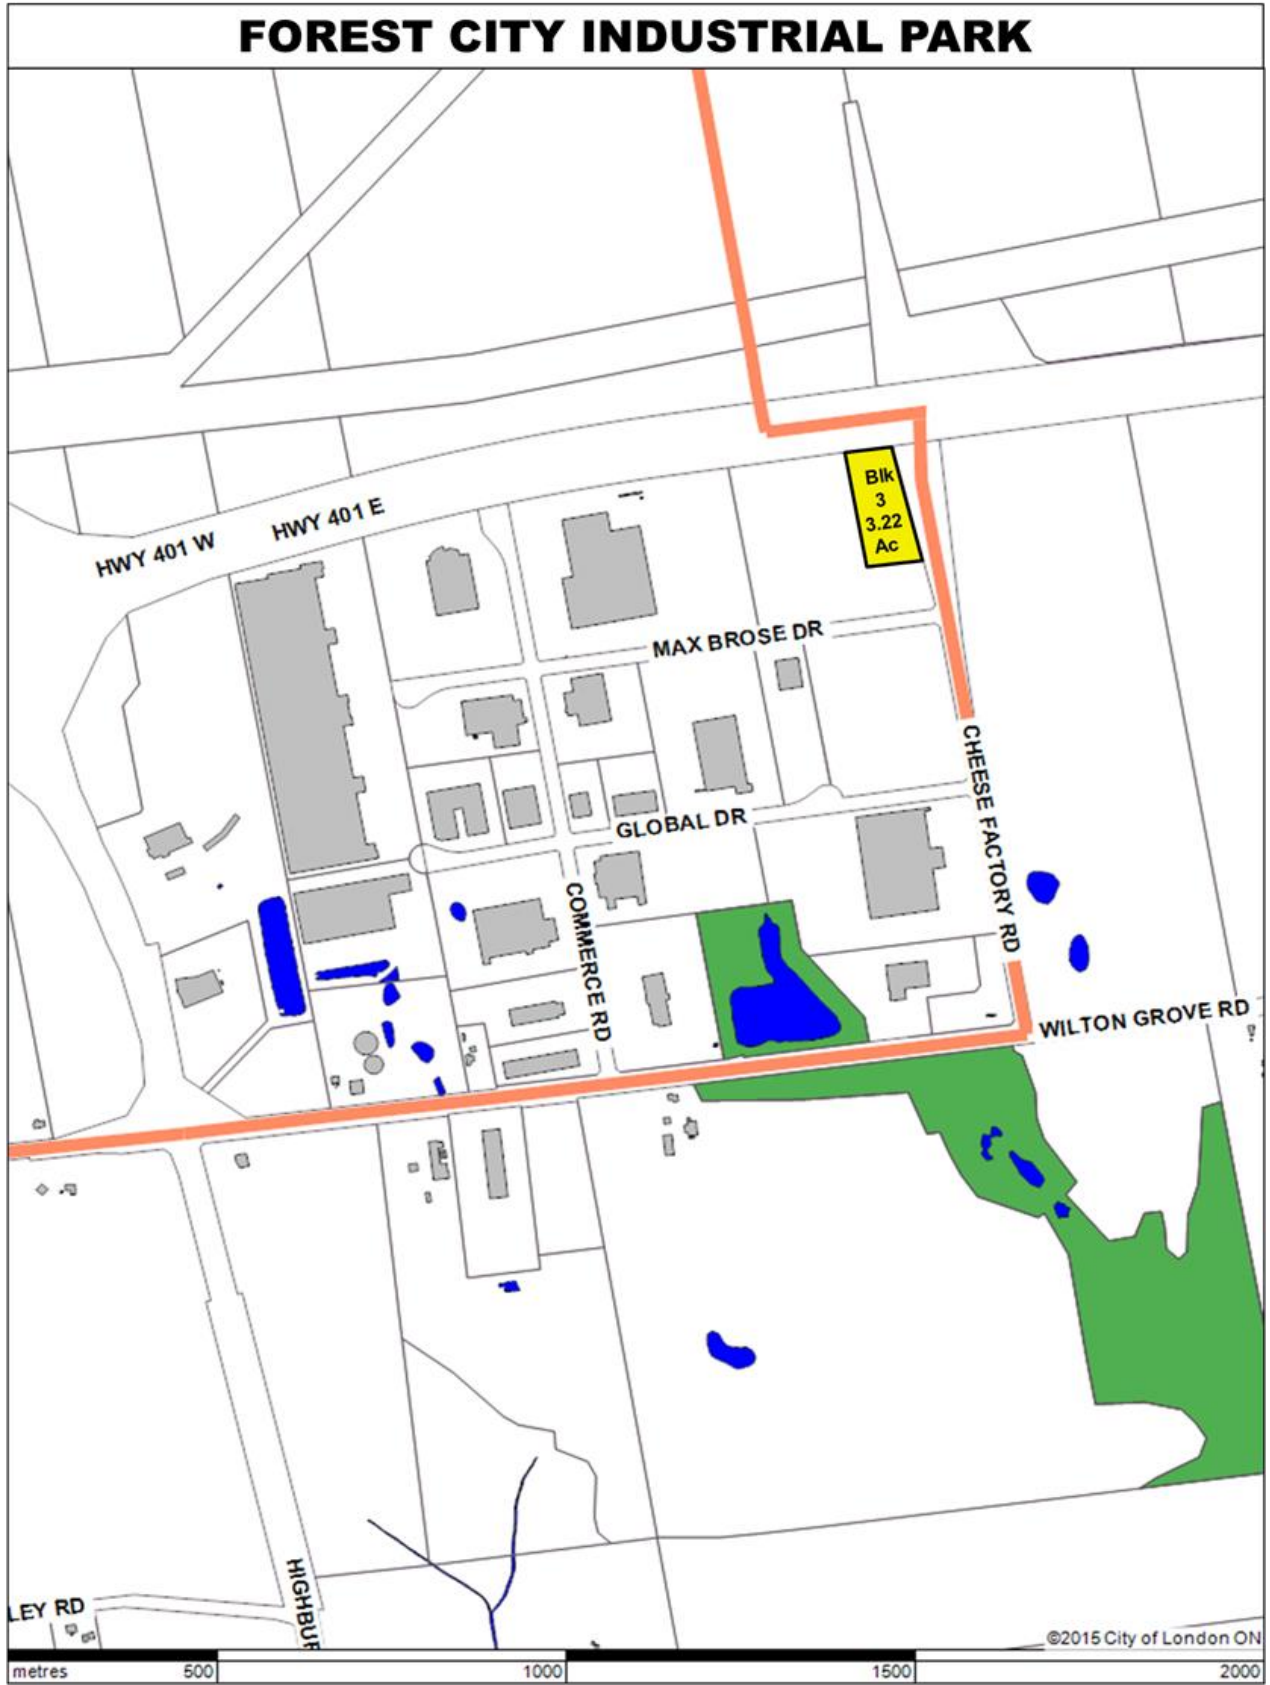 FOREST CITY INDUSTRIAL PARK
HWY 401 W
HWY 401 E
Blk
3
3.22
Ac
MAX BROSE DR
GLOBAL DR
CHEESE FACTORY RD
COMMERCE RD
WILTON GROVE RD
HIGHBUR
LEY RD
©2015 City of London ON
metres 500 1000 1500 2000